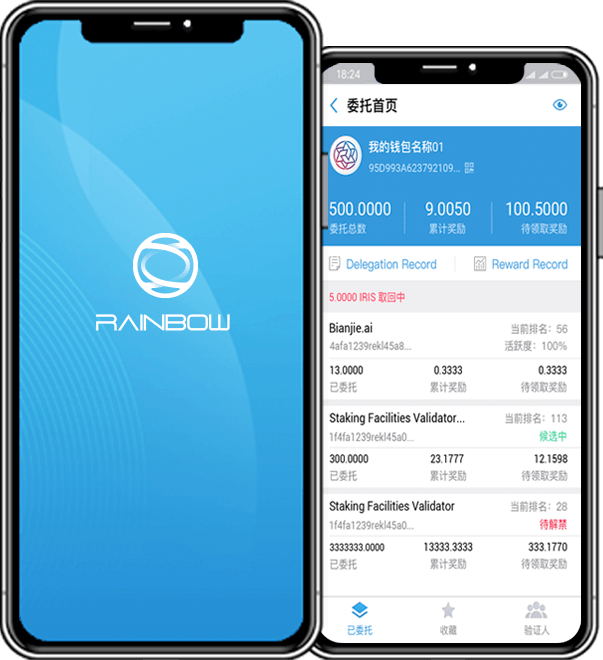 RAINBOW
18:24
委托首页
我的钱包名称01
95D993A623792109...
500.0000 9.0050 100.5000
委托总数 累计奖励 待领取奖励
Delegation Record Reward Record
5.0000 IRIS 取回中
Bianjie.ai 当前排名: 56
4afa1239rekl45a8... 活跃度: 100%
13.0000 0.3333 0.3333
已委托 累计奖励 待领取奖励
Staking Facilities Validator... 当前排名: 113
1f4fa1239rekl45a0... 候选中
300.0000 23.1777 12.1598
已委托 累计奖励 待领取奖励
Staking Facilities Validator 当前排名: 28
1f4fa1239rekl45a0... 待解禁
3333333.0000 13333.3333 333.1770
已委托 累计奖励 待领取奖励
已委托 收藏 验证人